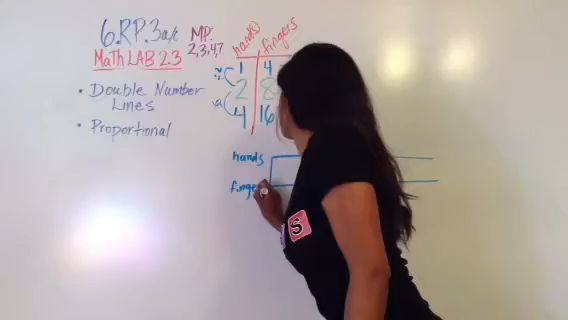 6.RP.3a/c
MP:
2,3,4,7
MaTh LAB 2.3
• Double Number
Lines
• Proportional
hands fingers
1 4
2 8
4 16
hands
S